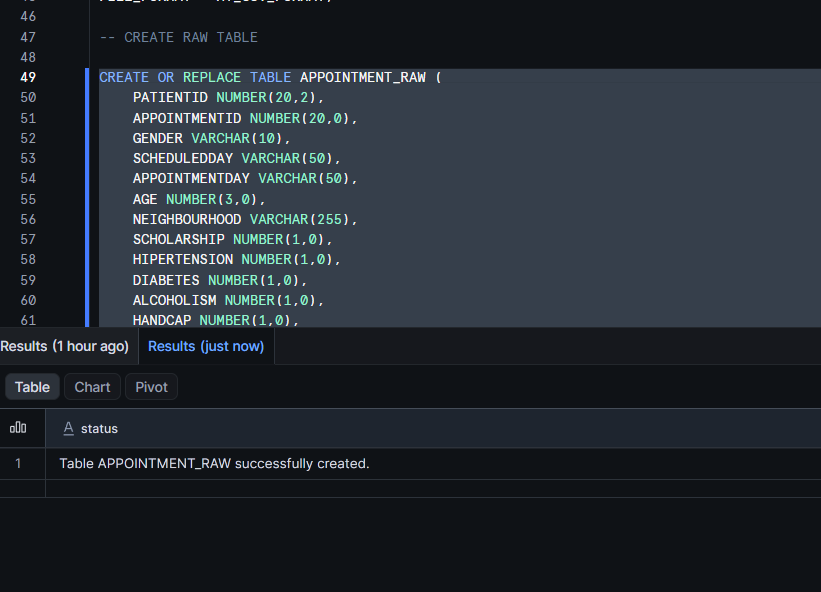 46
47 -- CREATE RAW TABLE
48
49 CREATE OR REPLACE TABLE APPOINTMENT_RAW (
50 PATIENTID NUMBER(20,2),
51 APPOINTMENTID NUMBER(20,0),
52 GENDER VARCHAR(10),
53 SCHEDULEDDAY VARCHAR(50),
54 APPOINTMENTDAY VARCHAR(50),
55 AGE NUMBER(3,0),
56 NEIGHBOURHOOD VARCHAR(255),
57 SCHOLARSHIP NUMBER(1,0),
58 HIPERTENSION NUMBER(1,0),
59 DIABETES NUMBER(1,0),
60 ALCOHOLISM NUMBER(1,0),
61 HANDCAP NUMBER(1,0),
Results (1 hour ago) Results (just now)
Table Chart Pivot
A status
1 Table APPOINTMENT_RAW successfully created.